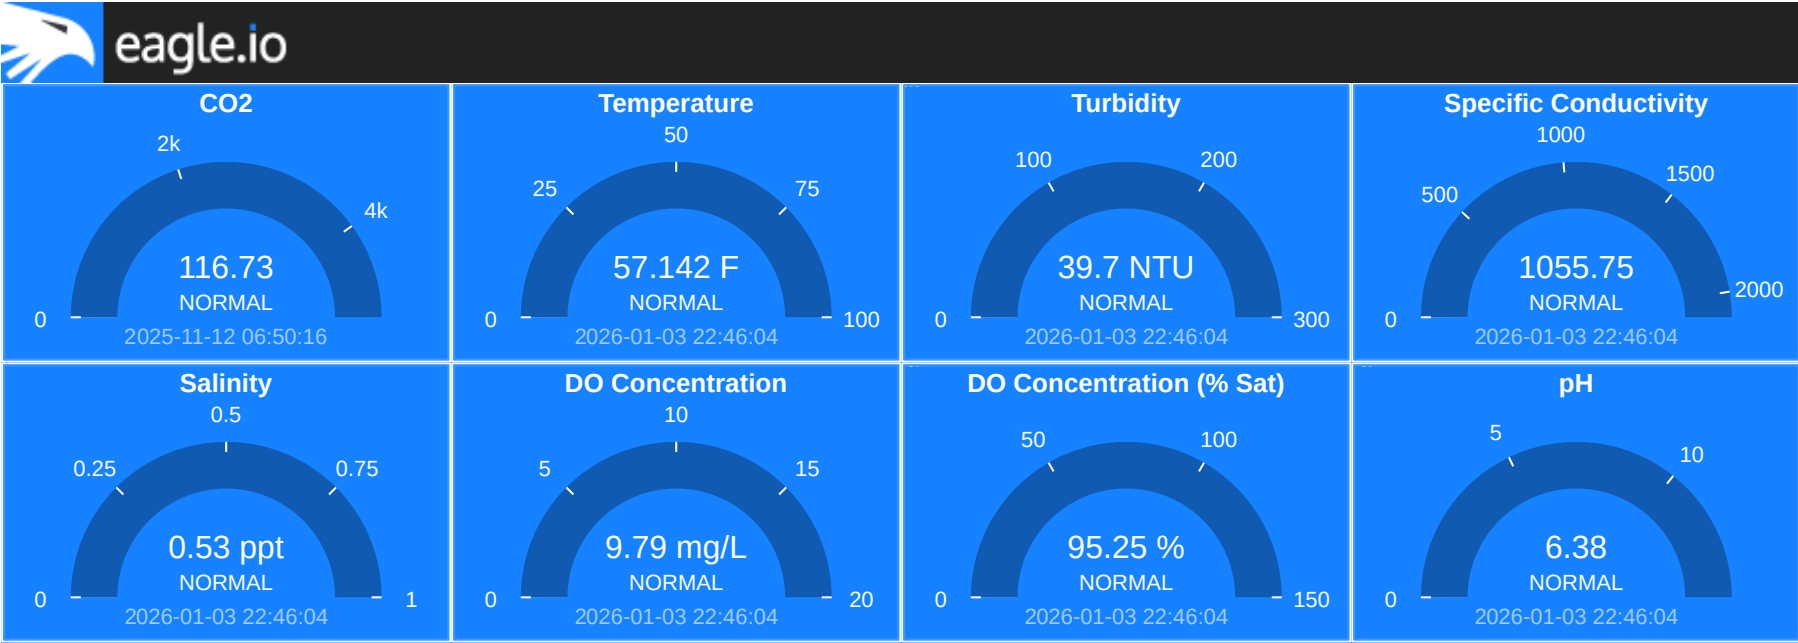 eagle.io
CO2
2k
4k
116.73
NORMAL
0
2025-11-12 06:50:16
Temperature
50
25
75
57.142 F
NORMAL
0
100
2026-01-03 22:46:04
Turbidity
100
200
39.7 NTU
NORMAL
0
300
2026-01-03 22:46:04
Specific Conductivity
1000
500
1500
1055.75
NORMAL
0
2000
2026-01-03 22:46:04
Salinity
0.5
0.25
0.75
0.53 ppt
NORMAL
0
1
2026-01-03 22:46:04
DO Concentration
10
5
15
9.79 mg/L
NORMAL
0
20
2026-01-03 22:46:04
DO Concentration (% Sat)
50
100
95.25 %
NORMAL
0
150
2026-01-03 22:46:04
pH
5
10
6.38
NORMAL
0
2026-01-03 22:46:04